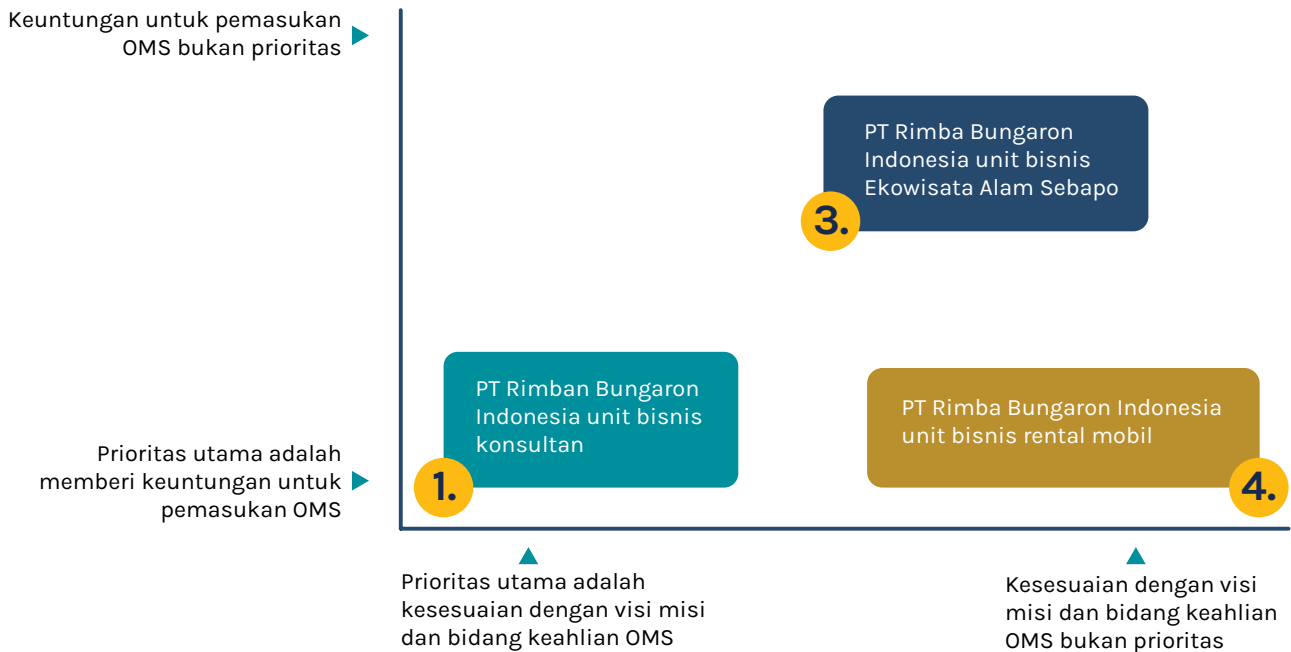 Keuntungan untuk pemasukan
OMS bukan prioritas
PT Rimba Bungaron
Indonesia unit bisnis
Ekowisata Alam Sebapo
3.
PT Rimban Bungaron
Indonesia unit bisnis
konsultan
1.
PT Rimba Bungaron Indonesia
unit bisnis rental mobil
4.
Prioritas utama adalah
memberi keuntungan untuk
pemasukan OMS
Prioritas utama adalah
kesesuaian dengan visi misi
dan bidang keahlian OMS
Kesesuaian dengan visi
misi dan bidang keahlian
OMS bukan prioritas